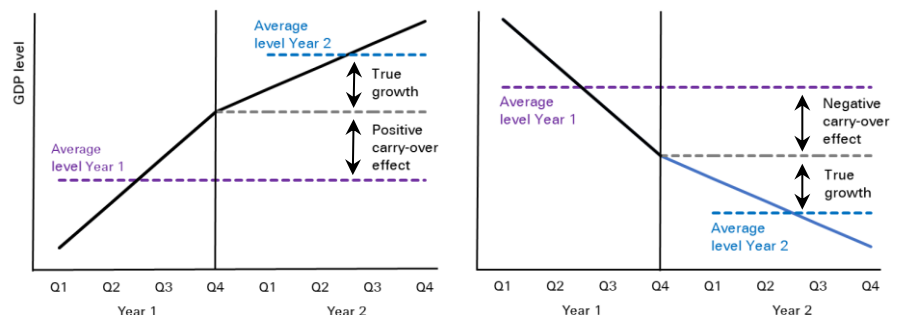 GDP level
Average
level Year 2
True
growth
Positive
carry-over
effect
Average
level Year 1
Q1 Q2 Q3 Q4 Q1 Q2 Q3 Q4
Year 1 Year 2
Average
level Year 1
Negative
carry-over
effect
True
growth
Average
level Year 2
Q1 Q2 Q3 Q4 Q1 Q2 Q3 Q4
Year 1 Year 2